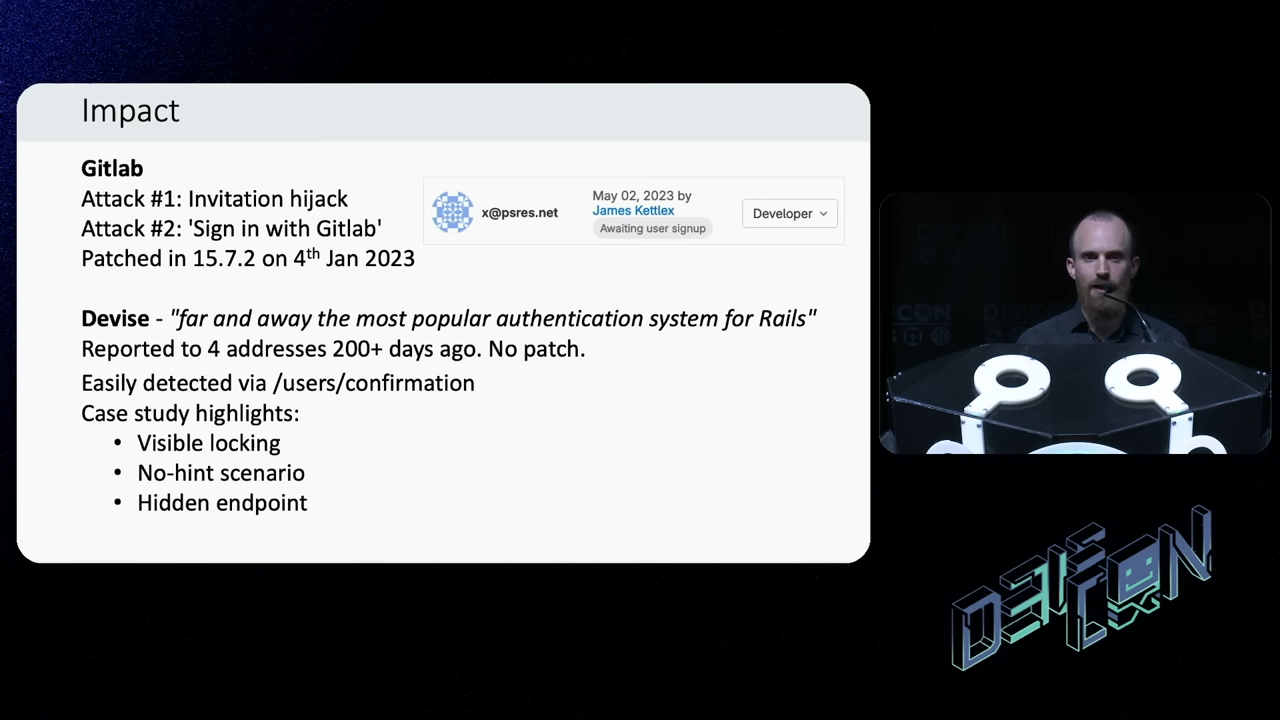 Impact
Gitlab
Attack #1: Invitation hijack
Attack #2: 'Sign in with Gitlab'
Patched in 15.7.2 on 4th Jan 2023
x@psres.net
May 02, 2023 by
James Kettlex
Awaiting user signup
Developer
Devise - "far and away the most popular authentication system for Rails"
Reported to 4 addresses 200+ days ago. No patch.
Easily detected via /users/confirmation
Case study highlights:
• Visible locking
• No-hint scenario
• Hidden endpoint
DEFCON
DEF CON